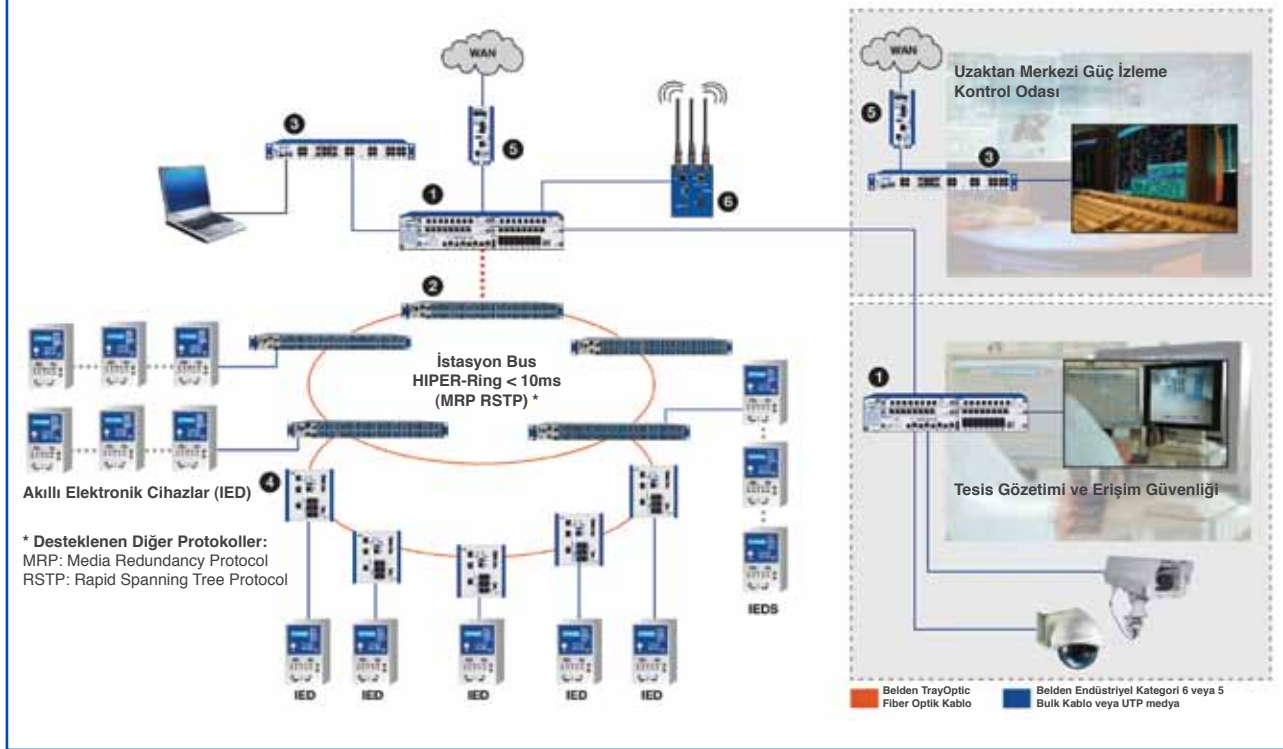 WAN
WAN
Uzaktan Merkezi Güç İzleme
Kontrol Odası
3
5
5
3
1
6
2
İstasyon Bus
HIPER-Ring < 10ms
(MRP RSTP) *
1
Akıllı Elektronik Cihazlar (IED)
4
Tesis Gözetimi ve Erişim Güvenliği
* Desteklenen Diğer Protokoller:
MRP: Media Redundancy Protocol
RSTP: Rapid Spanning Tree Protocol
IEDS
IED
IED
IED
IED
IED
Belden TrayOptic
Fiber Optik Kablo
Belden Endüstriyel Kategori 6 veya 5
Bulk Kablo veya UTP medya